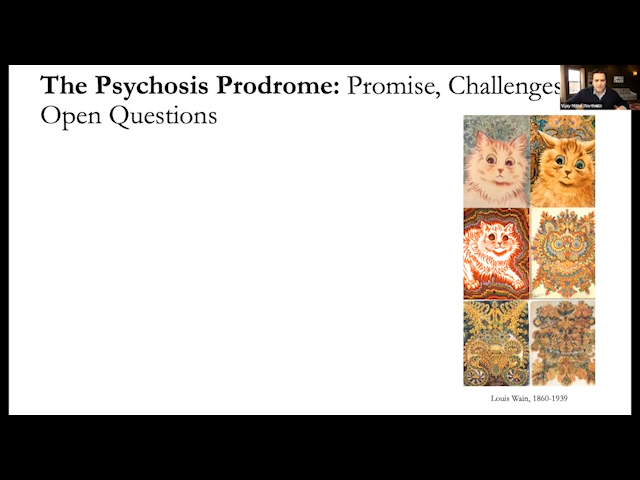 The Psychosis Prodrome: Promise, Challenges
Open Questions
Louis Wain, 1860-1939